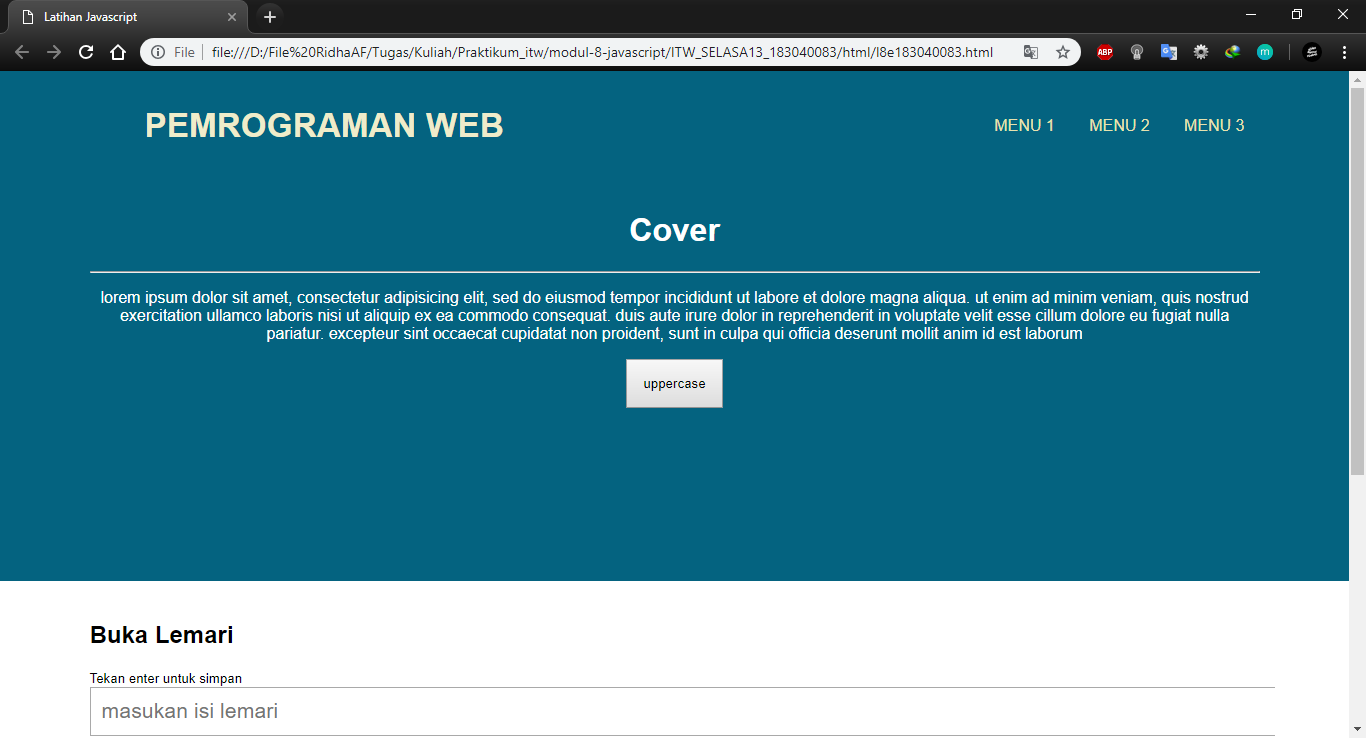 Latihan Javascript
File
file:///D:/File%20RidhaAF/Tugas/Kuliah/Praktikum_itw/modul-8-javascript/ITW_SELASA13_183040083/html/l8e183040083.html
ABP
m
PEMROGRAMAN WEB
MENU 1 MENU 2 MENU 3
Cover
lorem ipsum dolor sit amet, consectetur adipisicing elit, sed do eiusmod tempor incididunt ut labore et dolore magna aliqua. ut enim ad minim veniam, quis nostrud
exercitation ullamco laboris nisi ut aliquip ex ea commodo consequat. duis aute irure dolor in reprehenderit in voluptate velit esse cillum dolore eu fugiat nulla
pariatur. excepteur sint occaecat cupidatat non proident, sunt in culpa qui officia deserunt mollit anim id est laborum
uppercase
Buka Lemari
Tekan enter untuk simpan
masukan isi lemari